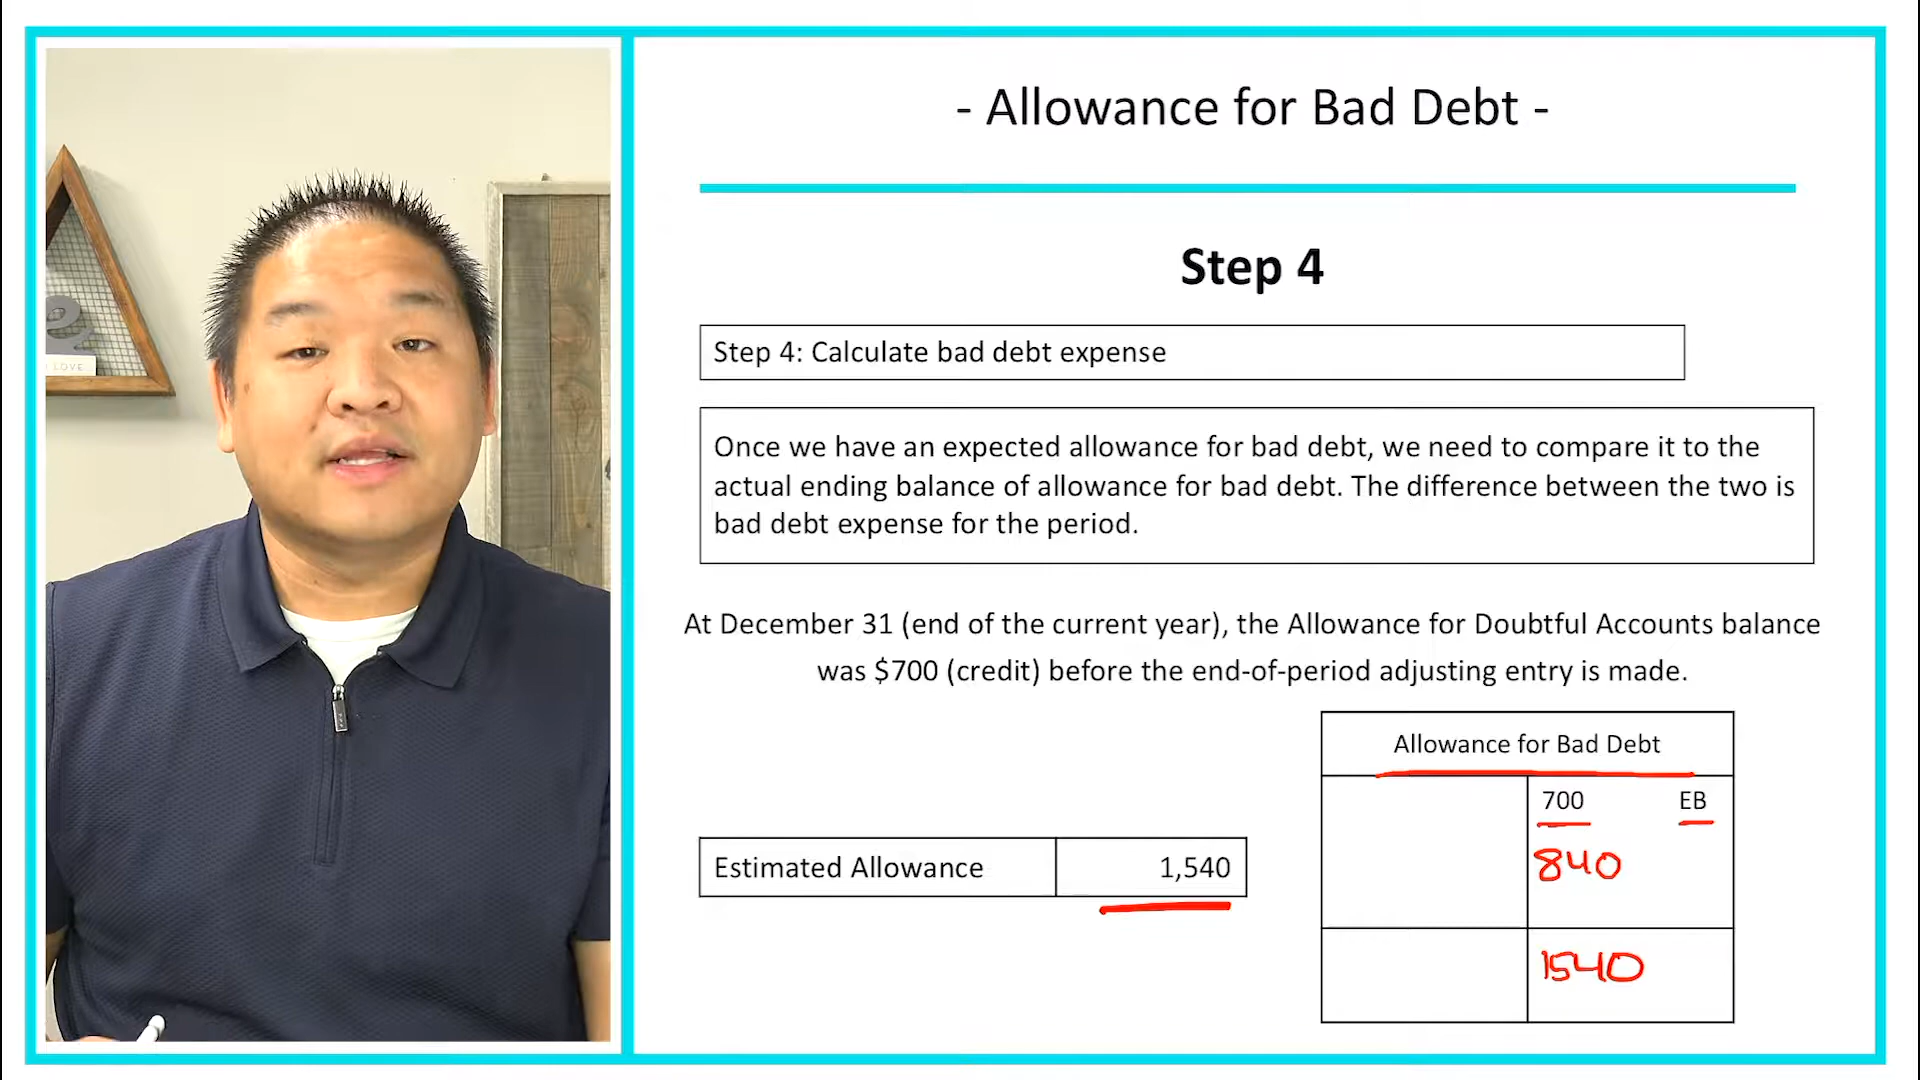 - Allowance for Bad Debt -
Step 4
Step 4: Calculate bad debt expense
Once we have an expected allowance for bad debt, we need to compare it to the
actual ending balance of allowance for bad debt. The difference between the two is
bad debt expense for the period.
At December 31 (end of the current year), the Allowance for Doubtful Accounts balance
was $700 (credit) before the end-of-period adjusting entry is made.
Estimated Allowance 1,540
Allowance for Bad Debt
700 EB
840
1540
LOVE